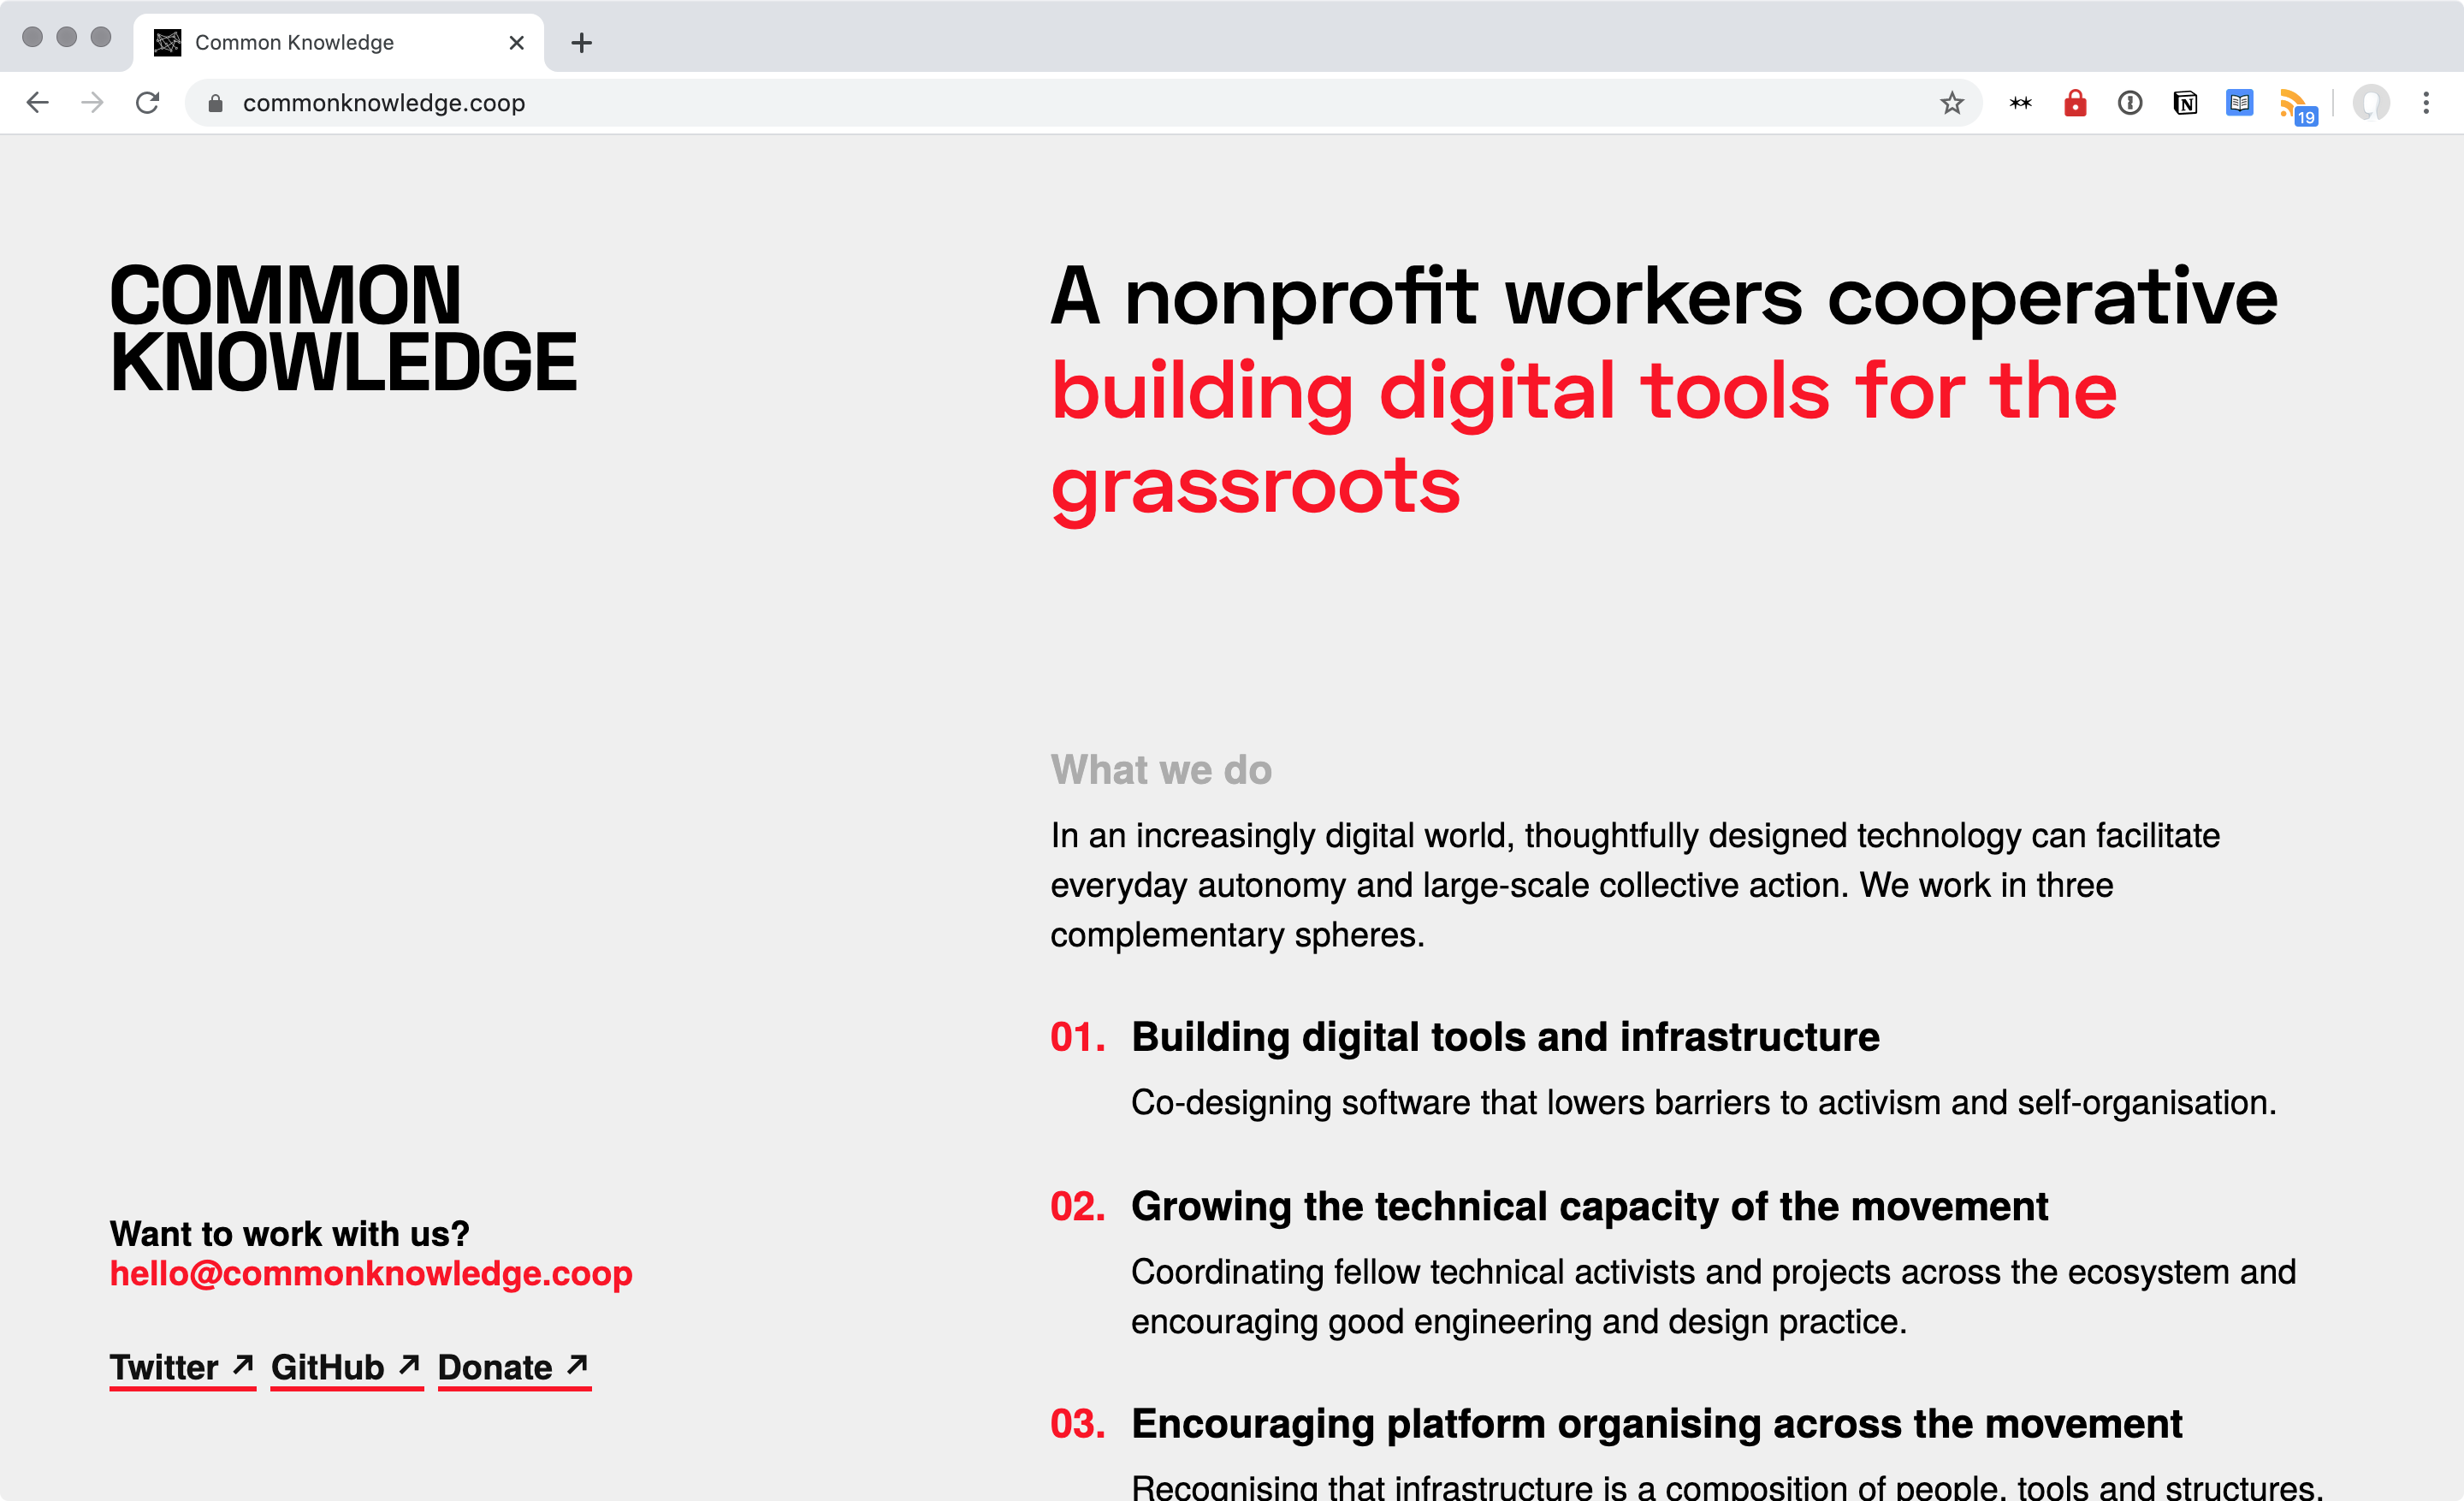 Common Knowledge
commonknowledge.coop
19
COMMON
KNOWLEDGE
A nonprofit workers cooperative
building digital tools for the
grassroots
What we do
In an increasingly digital world, thoughtfully designed technology can facilitate
everyday autonomy and large-scale collective action. We work in three
complementary spheres.
01. Building digital tools and infrastructure
Co-designing software that lowers barriers to activism and self-organisation.
02. Growing the technical capacity of the movement
Coordinating fellow technical activists and projects across the ecosystem and
encouraging good engineering and design practice.
03. Encouraging platform organising across the movement
Recognising that infrastructure is a composition of people, tools and structures.
Want to work with us?
hello@commonknowledge.coop
Twitter ↗ GitHub ↗ Donate ↗